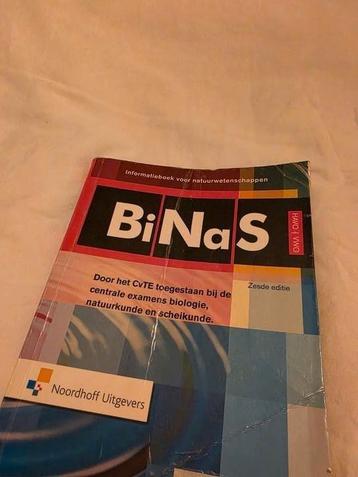 Informatieboek voor natuurwetenschappen
BiNaS
HAVO | VWO
Zesde editie
Door het CvTE toegestaan bij de
centrale examens biologie,
natuurkunde en scheikunde.
Noordhoff Uitgevers